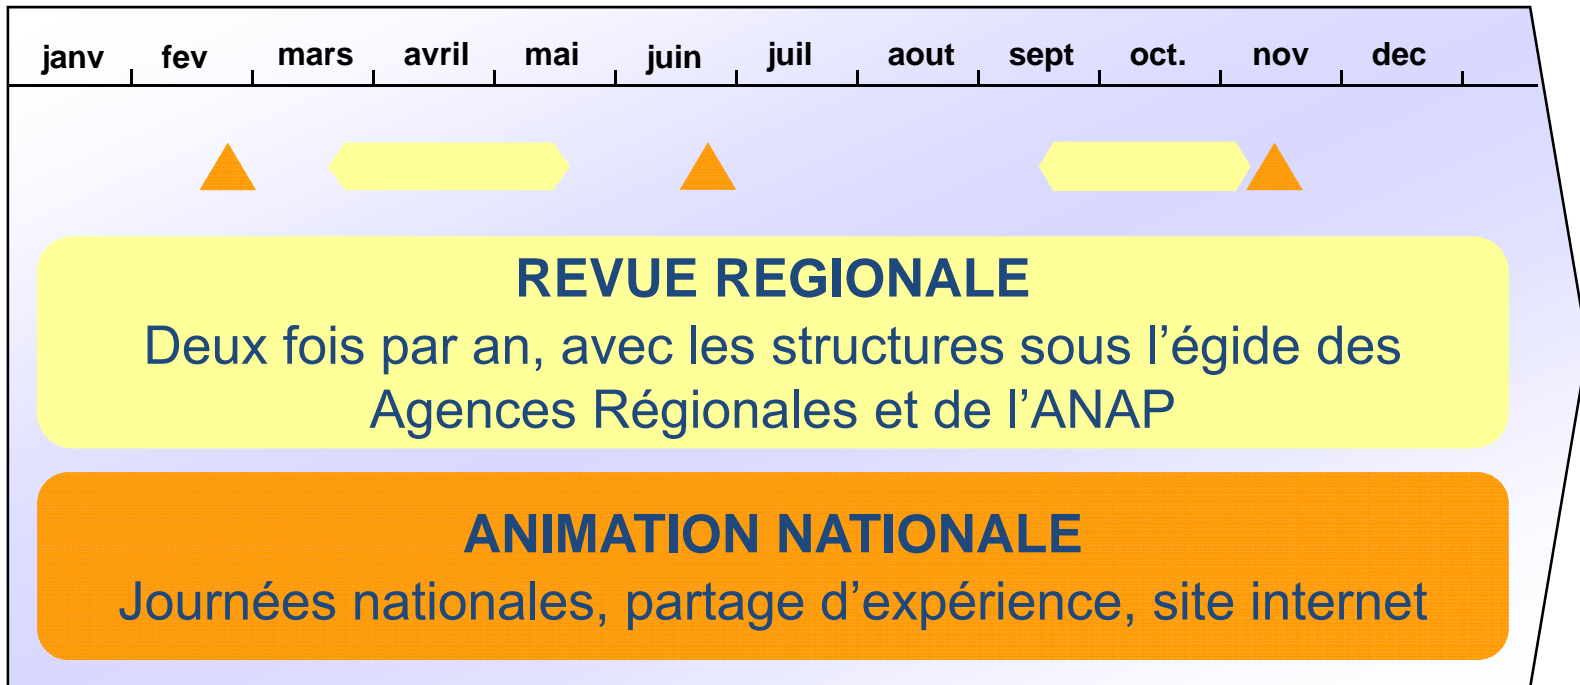 janv fev mars avril mai juin juil aout sept oct. nov dec
REVUE REGIONALE
Deux fois par an, avec les structures sous l’égide des
Agences Régionales et de l’ANAP
ANIMATION NATIONALE
Journées nationales, partage d’expérience, site internet